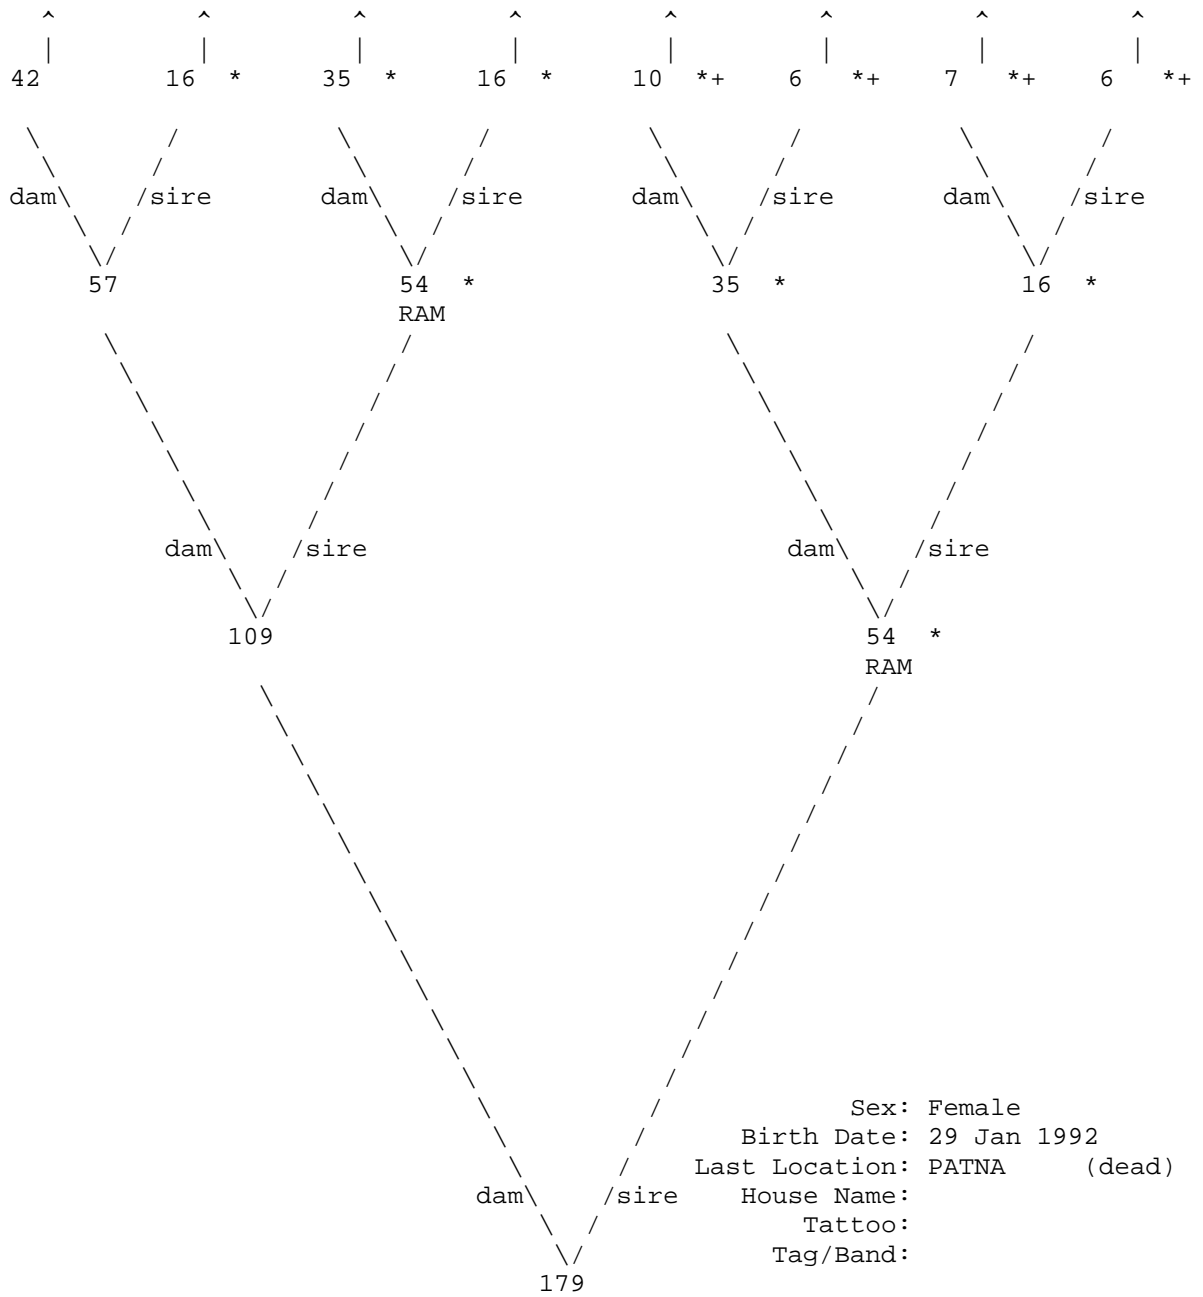 ^ ^ ^ ^ ^ ^ ^ ^
| | | | | | | |
42 16 * 35 * 16 * 10 *+ 6 *+ 7 *+ 6 *+
dam\ /sire dam\ /sire dam\ /sire dam\ /sire
57 54 * 35 * 16 *
RAM
dam\ /sire dam\ /sire
109 54 *
RAM
Sex: Female
Birth Date: 29 Jan 1992
Last Location: PATNA (dead)
dam\ /sire House Name:
Tattoo:
Tag/Band:
179